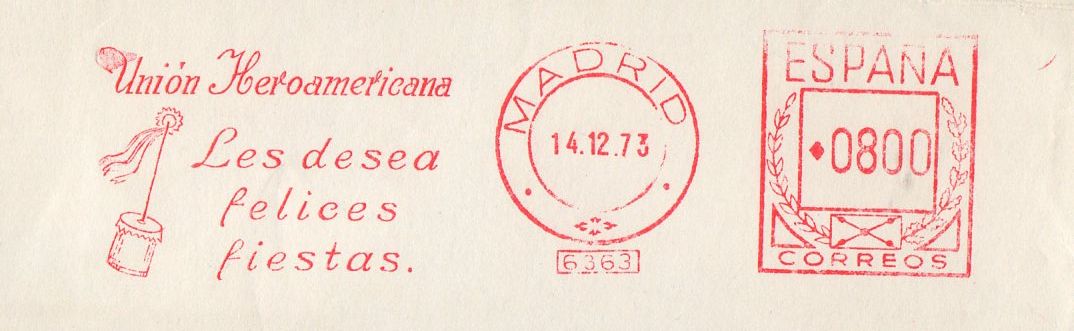 Unión Iberoamericana
Les desea
felices
fiestas.
MADRID
14.12.73
6363
ESPAÑA
0800
CORREOS